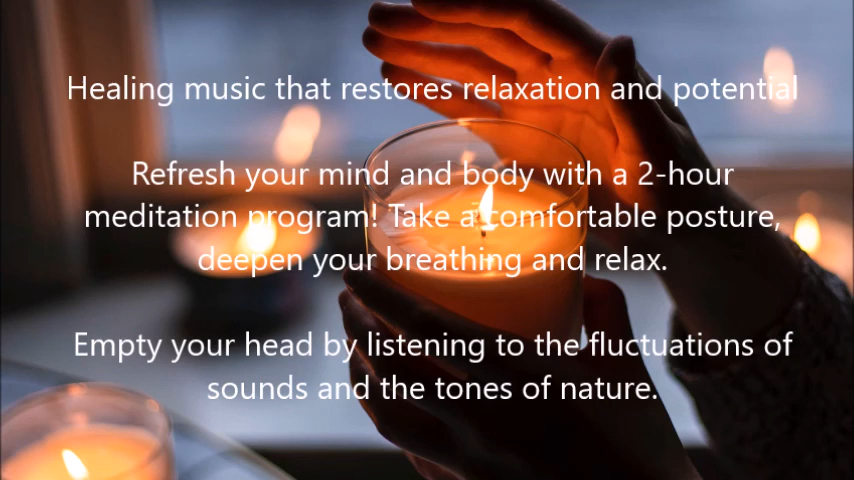 Healing music that restores relaxation and potential
Refresh your mind and body with a 2-hour
meditation program! Take a comfortable posture,
deepen your breathing and relax.
Empty your head by listening to the fluctuations of
sounds and the tones of nature.